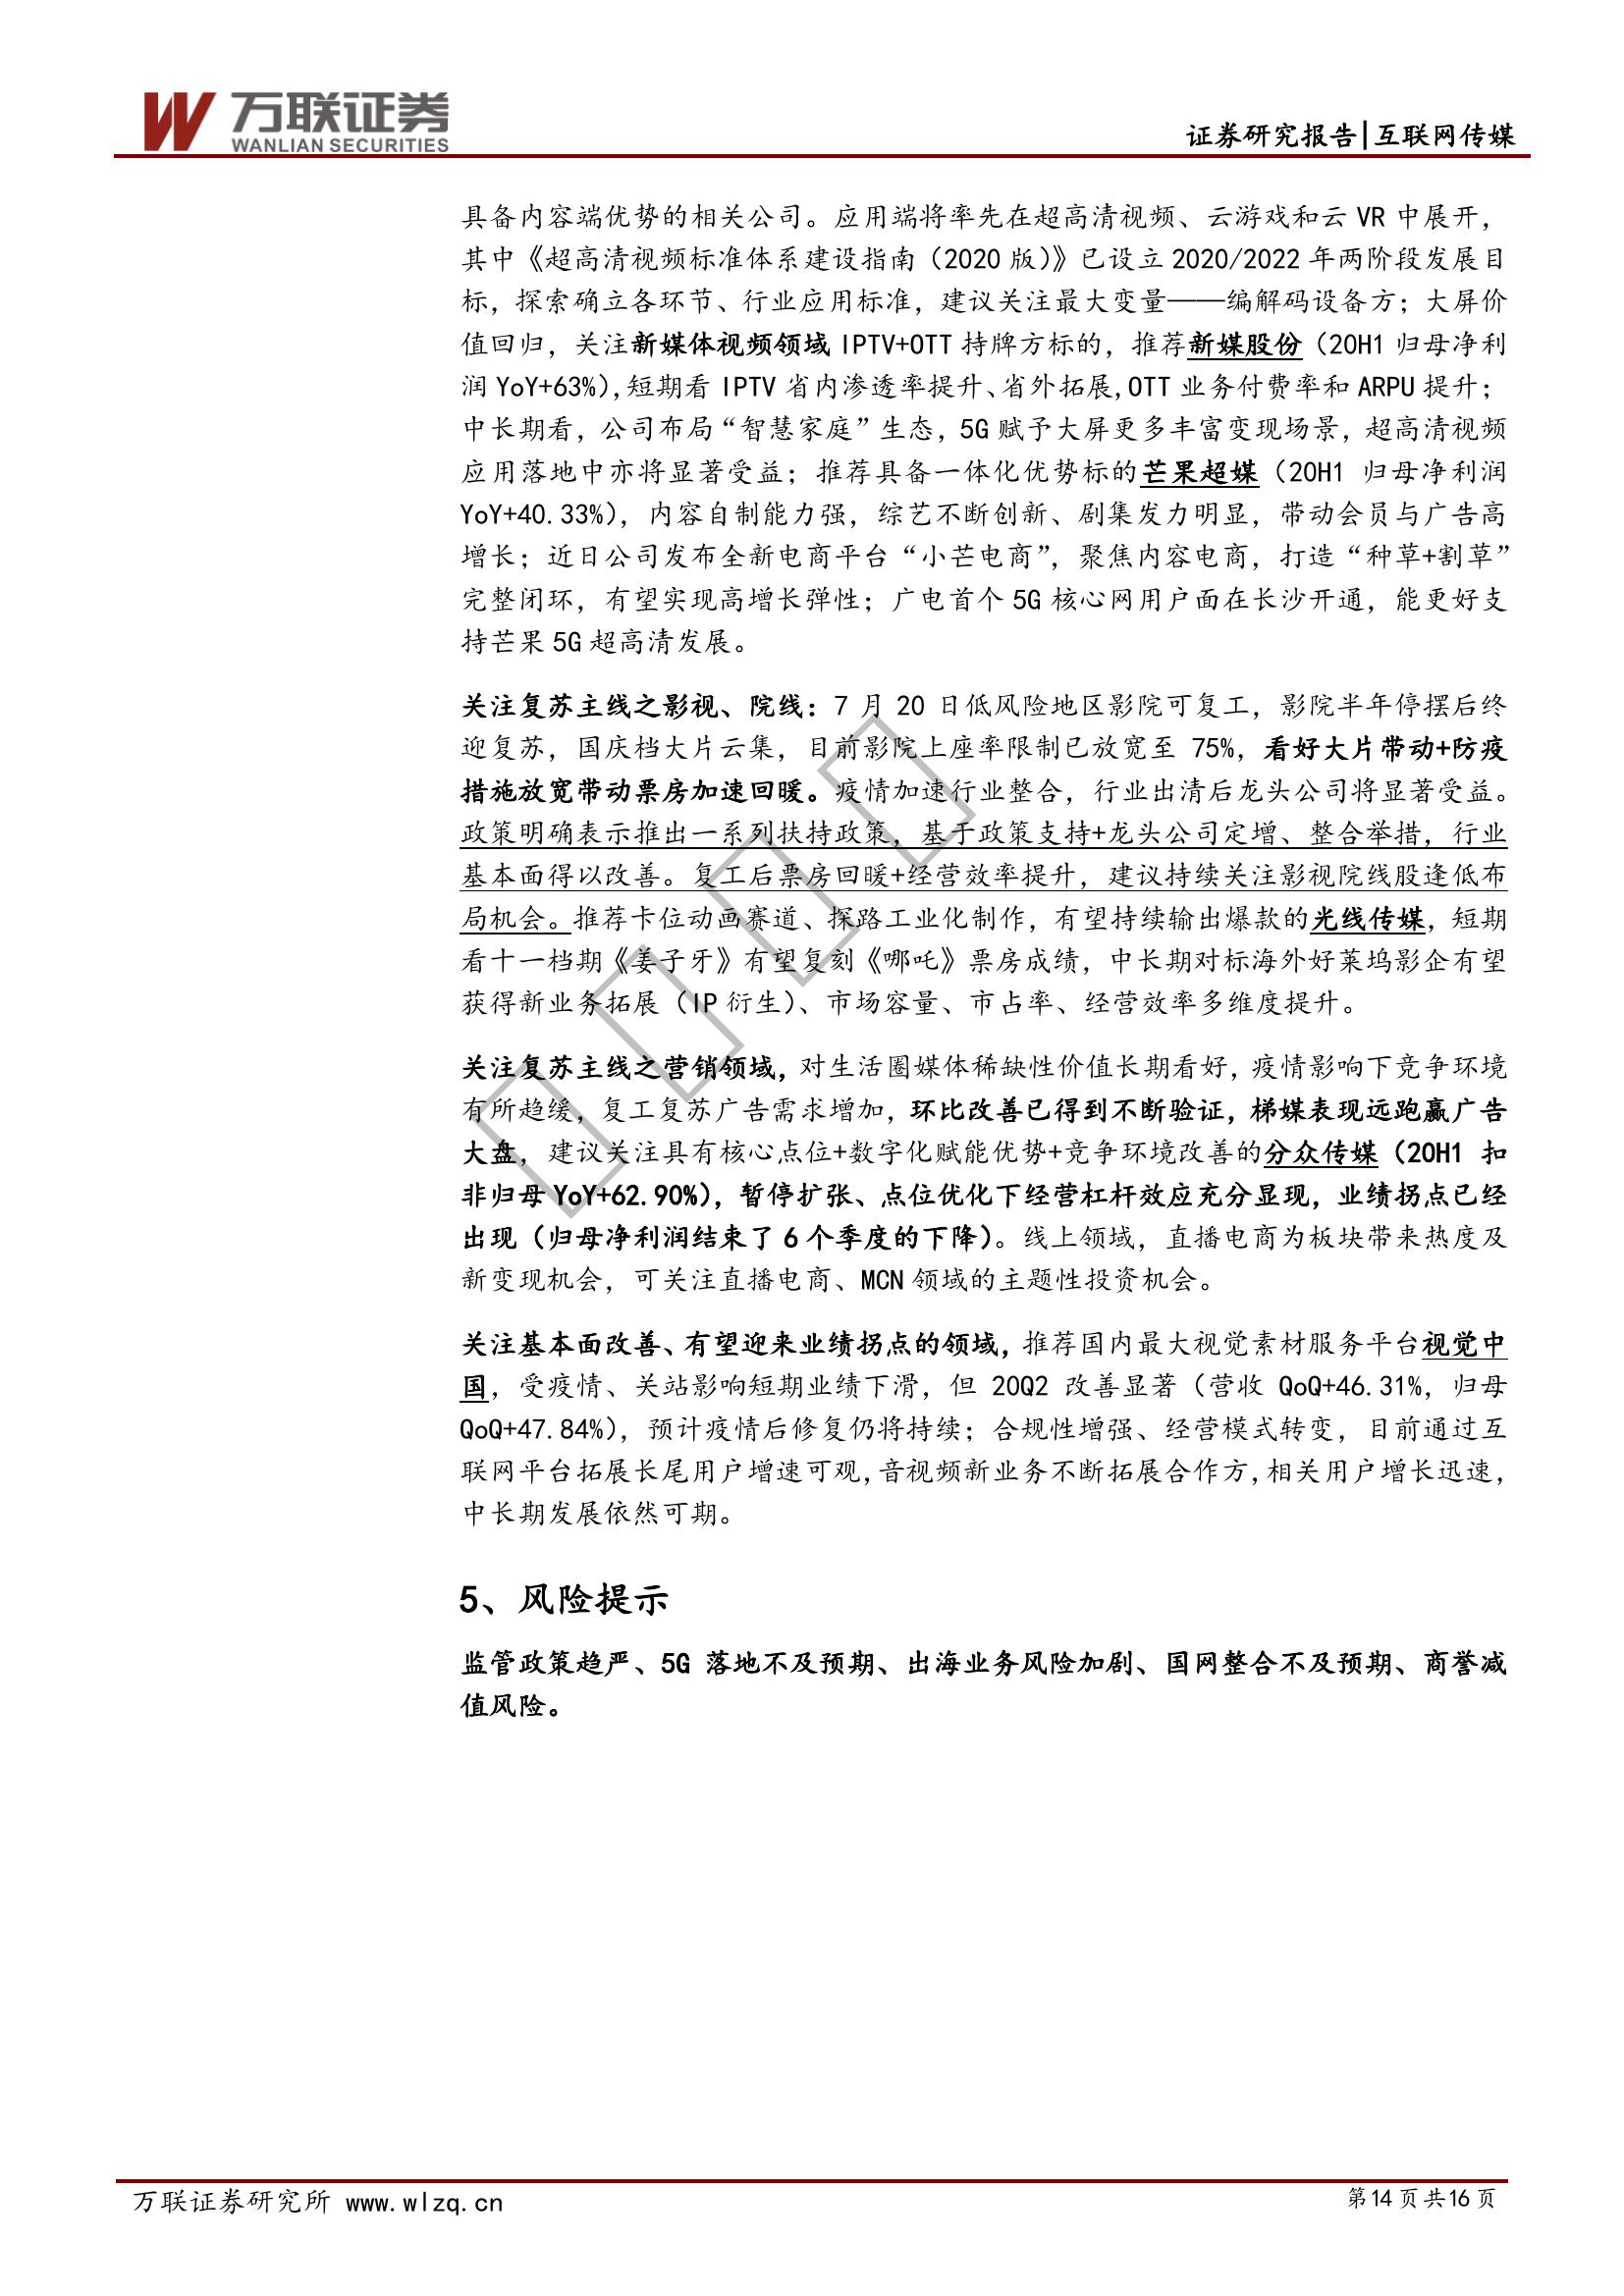 万联证券
WANLIAN SECURITIES
证券研究报告|互联网传媒
具备内容端优势的相关公司。应用端将率先在超高清视频、云游戏和云 VR 中展开，
其中《超高清视频标准体系建设指南（2020 版）》已设立 2020/2022 年两阶段发展目
标，探索确立各环节、行业应用标准，建议关注最大变量——编解码设备方；大屏价
值回归，关注新媒体视频领域 IPTV+OTT 持牌方标的，推荐新媒股份（20H1 归母净利
润 YoY+63%），短期看 IPTV 省内渗透率提升、省外拓展，OTT 业务付费率和 ARPU 提升；
中长期看，公司布局“智慧家庭”生态，5G 赋予大屏更多丰富变现场景，超高清视频
应用落地中亦将显著受益；推荐具备一体化优势标的芒果超媒（20H1 归母净利润
YoY+40.33%），内容自制能力强，综艺不断创新、剧集发力明显，带动会员与广告高
增长；近日公司发布全新电商平台“小芒电商”，聚焦内容电商，打造“种草+割草”
完整闭环，有望实现高增长弹性；广电首个 5G 核心网用户面在长沙开通，能更好支
持芒果 5G 超高清发展。
关注复苏主线之影视、院线：7 月 20 日低风险地区影院可复工，影院半年停摆后终
迎复苏，国庆档大片云集，目前影院上座率限制已放宽至 75%，看好大片带动+防疫
措施放宽带动票房加速回暖。疫情加速行业整合，行业出清后龙头公司将显著受益。
政策明确表示推出一系列扶持政策，基于政策支持+龙头公司定增、整合举措，行业
基本面得以改善。复工后票房回暖+经营效率提升，建议持续关注影视院线股逢低布
局机会。推荐卡位动画赛道、探路工业化制作，有望持续输出爆款的光线传媒，短期
看十一档期《姜子牙》有望复刻《哪吒》票房成绩，中长期对标海外好莱坞影企有望
获得新业务拓展（IP 衍生）、市场容量、市占率、经营效率多维度提升。
关注复苏主线之营销领域，对生活圈媒体稀缺性价值长期看好，疫情影响下竞争环境
有所趋缓，复工复苏广告需求增加，环比改善已得到不断验证，梯媒表现远跑赢广告
大盘，建议关注具有核心点位+数字化赋能优势+竞争环境改善的分众传媒（20H1 扣
非归母 YoY+62.90%），暂停扩张、点位优化下经营杠杆效应充分显现，业绩拐点已经
出现（归母净利润结束了 6 个季度的下降）。线上领域，直播电商为板块带来热度及
新变现机会，可关注直播电商、MCN 领域的主题性投资机会。
关注基本面改善、有望迎来业绩拐点的领域，推荐国内最大视觉素材服务平台视觉中
国，受疫情、关站影响短期业绩下滑，但 20Q2 改善显著（营收 QoQ+46.31%，归母
QoQ+47.84%），预计疫情后修复仍将持续；合规性增强、经营模式转变，目前通过互
联网平台拓展长尾用户增速可观，音视频新业务不断拓展合作方，相关用户增长迅速，
中长期发展依然可期。
5、风险提示
监管政策趋严、5G 落地不及预期、出海业务风险加剧、国网整合不及预期、商誉减
值风险。
万联证券研究所 www.wlzq.cn
第14 页 共16 页